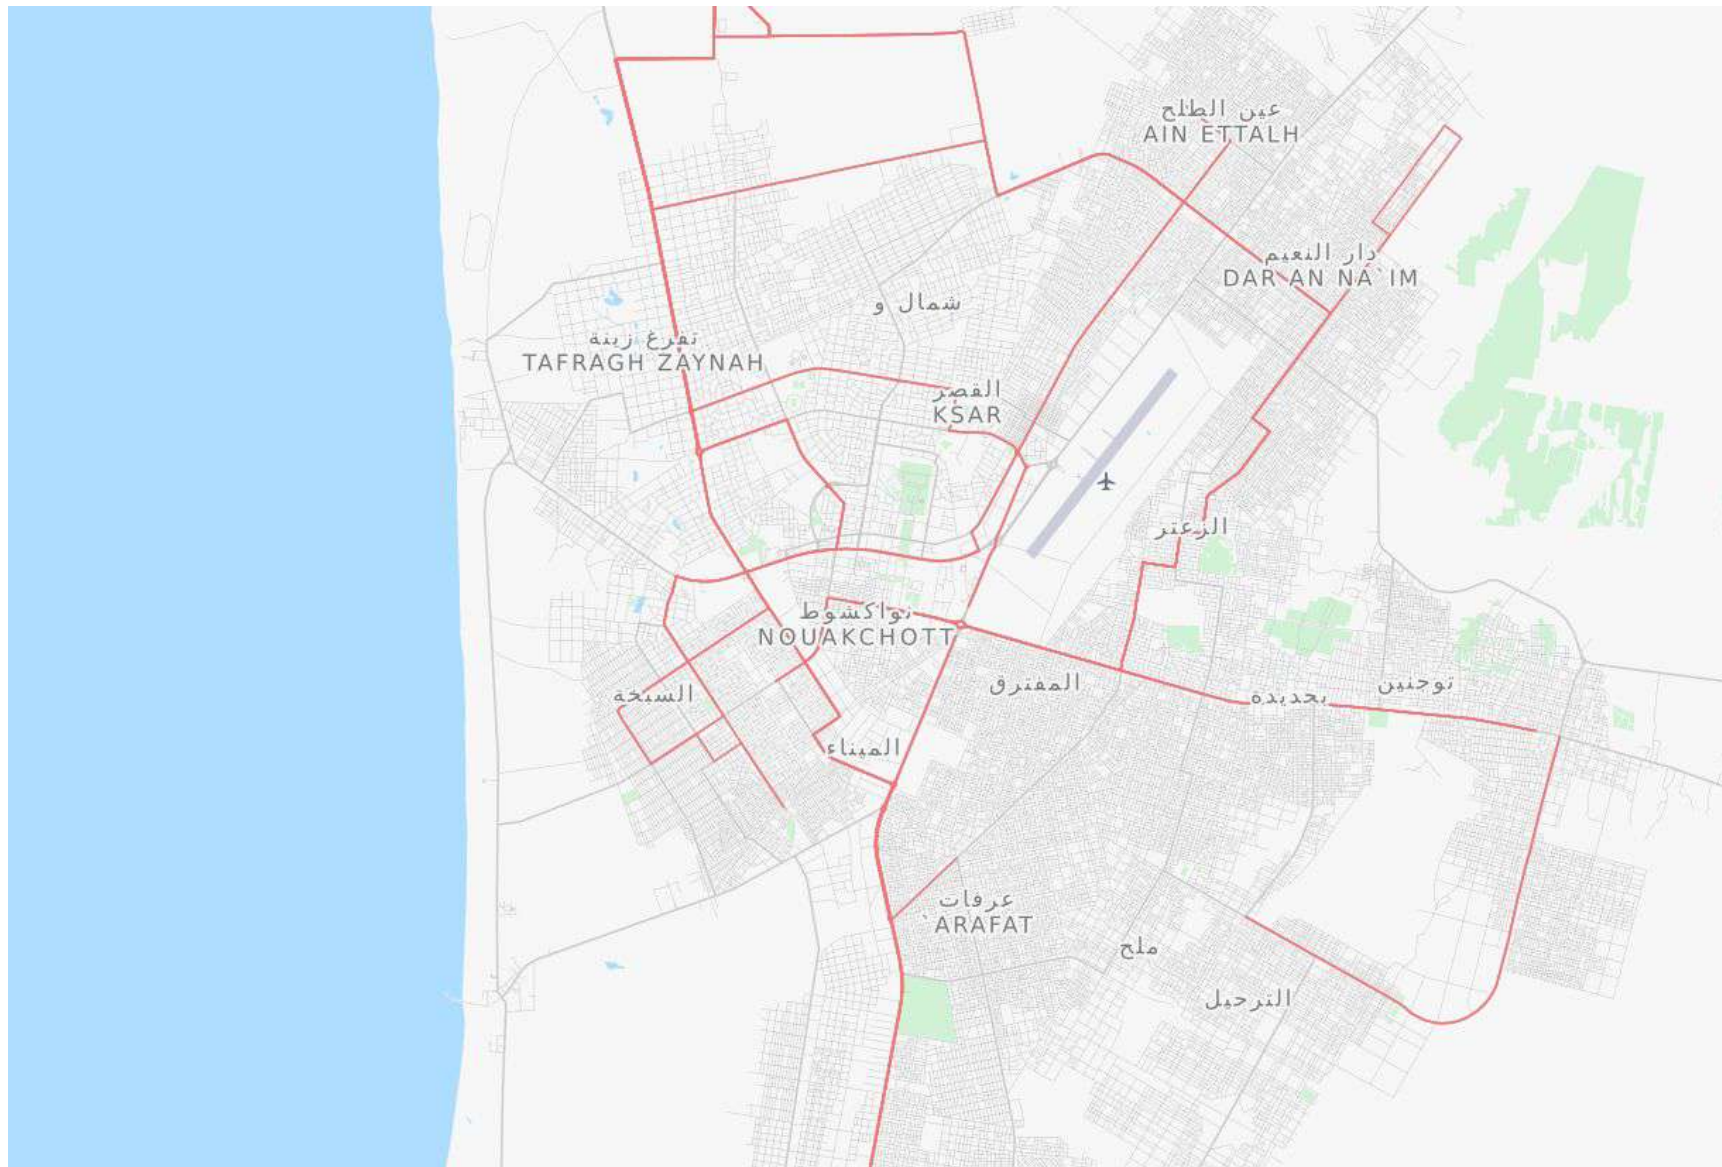 عين الطلح
AIN ETTALH
دار النعيم
DAR AN NA`IM
شمال و
تفرغ زينة
TAFRAGH ZAYNAH
القصر
KSAR
الزعتر
نواكشوط
NOUAKCHOTT
المفترق
توجنين
بحديدة
السبخة
الميناء
عرفات
`ARAFAT
ملح
الترحيل